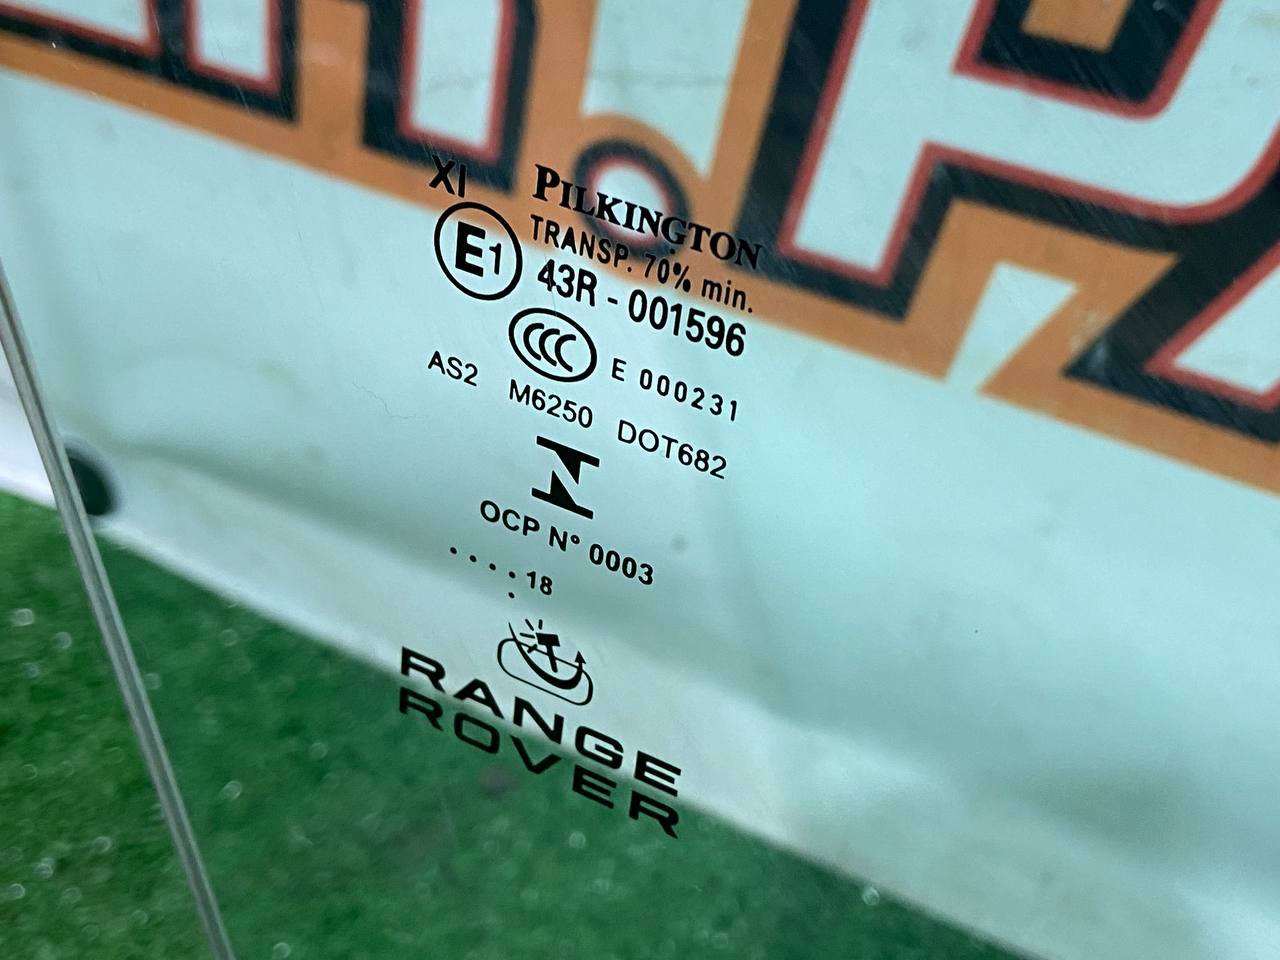 XI PILKINGTON
TRANSP. 70% min.
E1 43R - 001596
CCC E 000231
AS2 M6250 DOT682
OCP N° 0003
. . . . 18
.
RANGE
ROVER